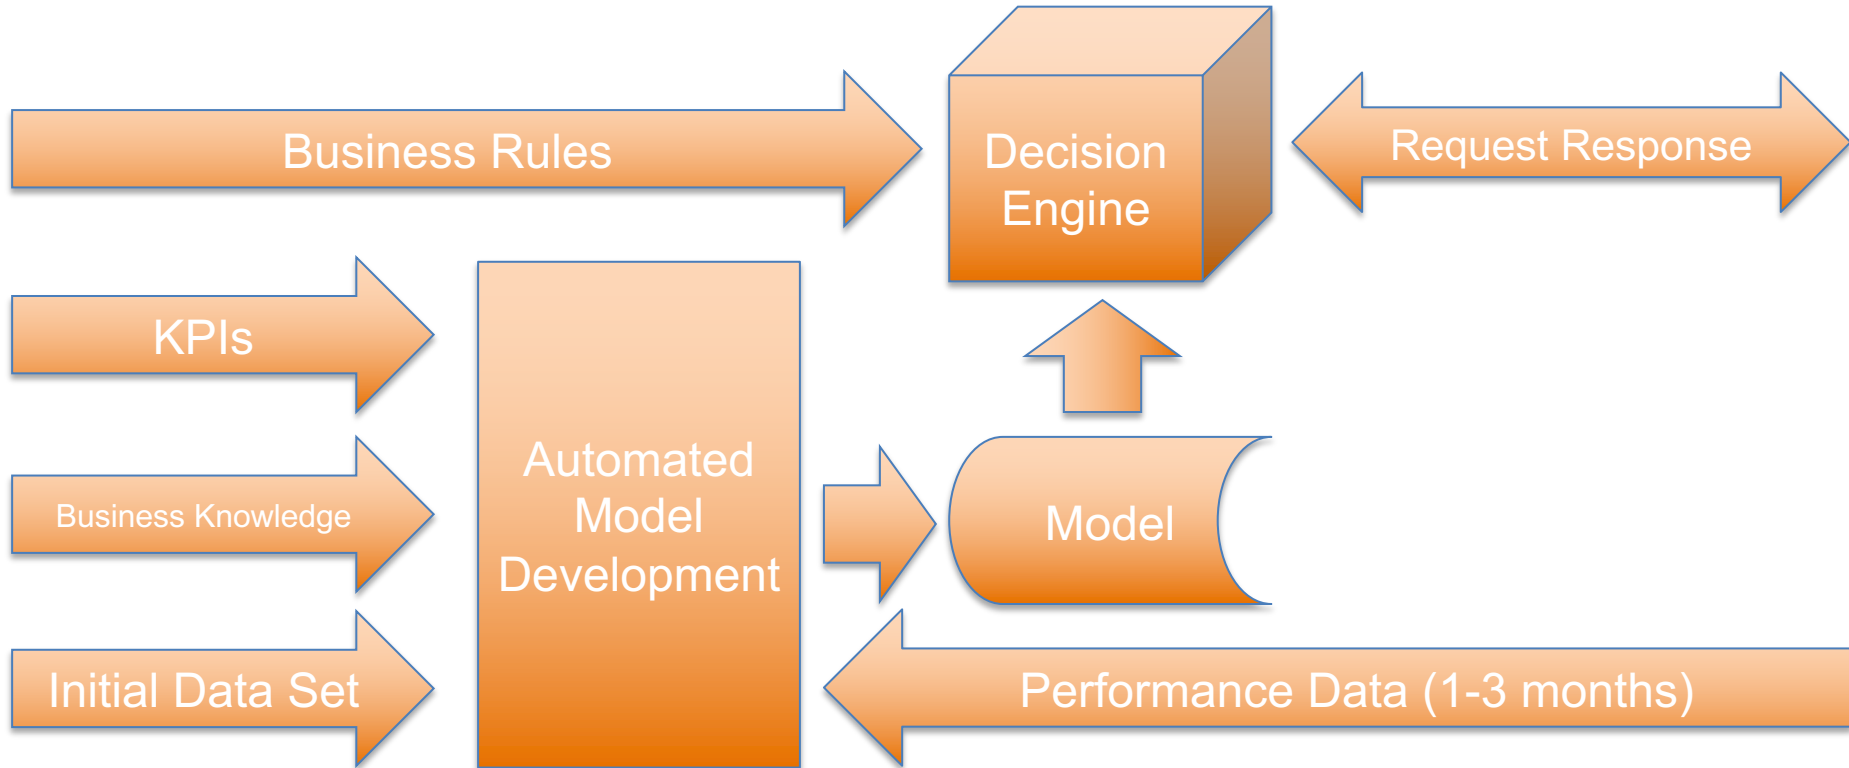 Business Rules
Decision
Engine
Request Response
KPIs
Automated
Model
Development
Business Knowledge
Model
Initial Data Set
Performance Data (1-3 months)